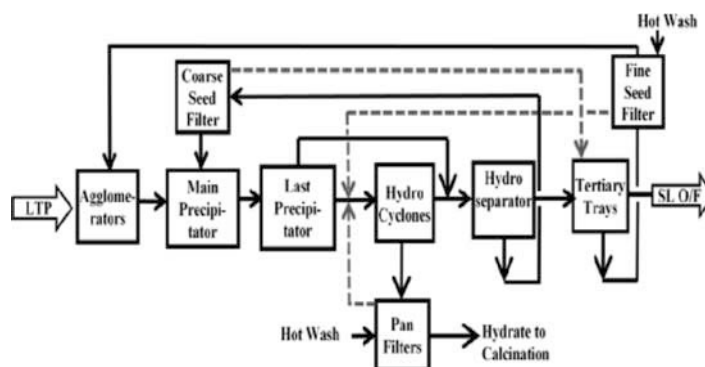 Hot Wash
Coarse
Seed
Filter
Fine
Seed
Filter
LTP
Agglome-
rators
Main
Precipi-
tator
Last
Precipi-
tator
Hydro
Cyclones
Hydro
separator
Tertiary
Trays
SL O/F
Hot Wash
Pan
Filters
Hydrate to
Calcination